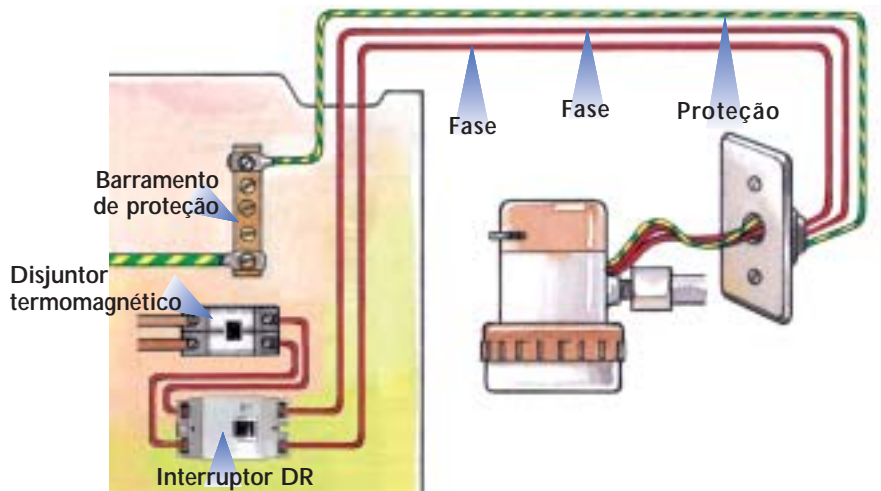 Fase
Fase
Proteção
Barramento
de proteção
Disjuntor
termomagnético
Interruptor DR